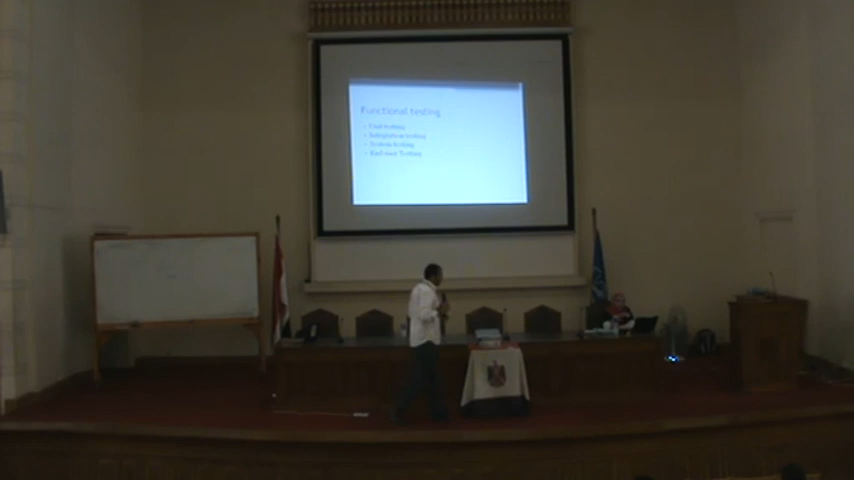 Functional testing
• Unit testing
• Integration testing
• System testing
• End user Testing